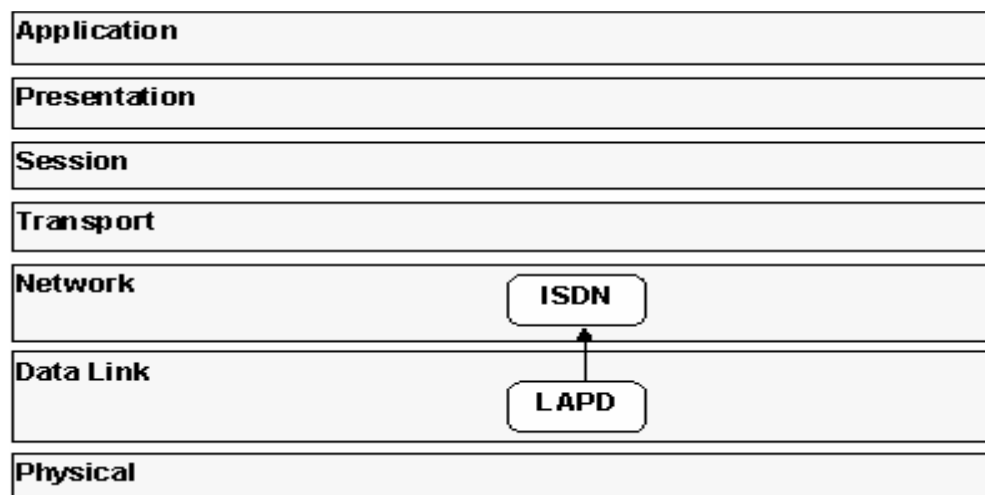 Application
Presentation
Session
Transport
Network
ISDN
Data Link
LAPD
Physical